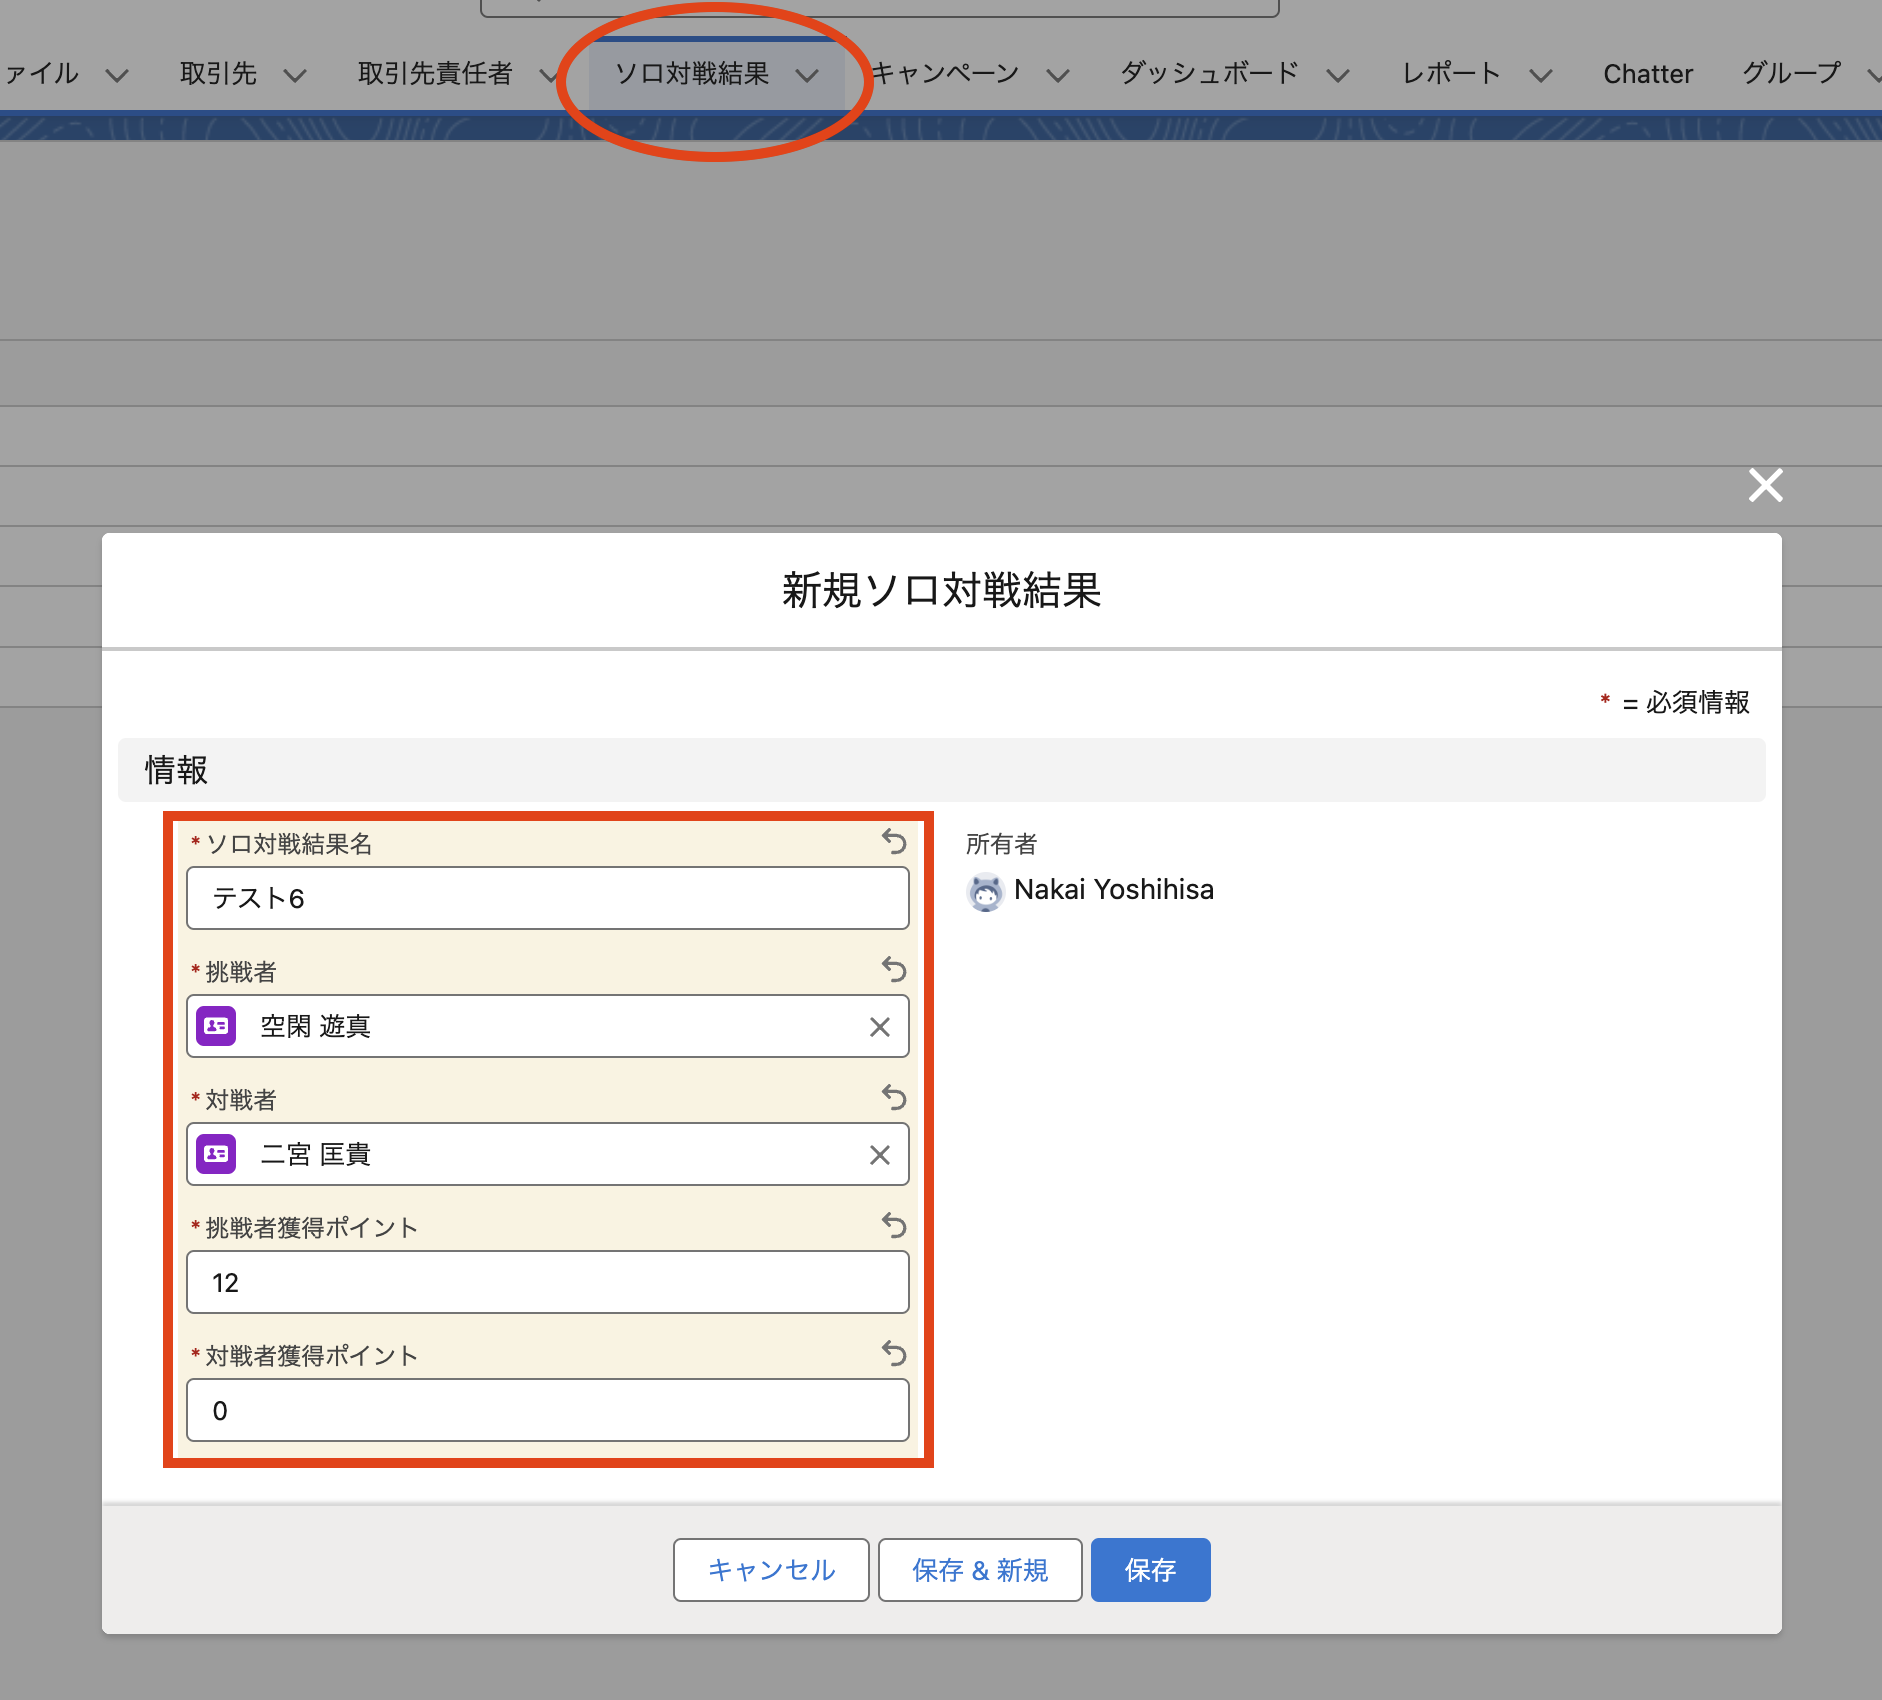 ァイル
取引先
取引先責任者
ソロ対戦結果
キャンペーン
ダッシュボード
レポート
Chatter
グループ
新規ソロ対戦結果
* = 必須情報
情報
* ソロ対戦結果名
テスト6
所有者
Nakai Yoshihisa
* 挑戦者
空閑 遊真
* 対戦者
二宮 匡貴
* 挑戦者獲得ポイント
12
* 対戦者獲得ポイント
0
キャンセル
保存 & 新規
保存